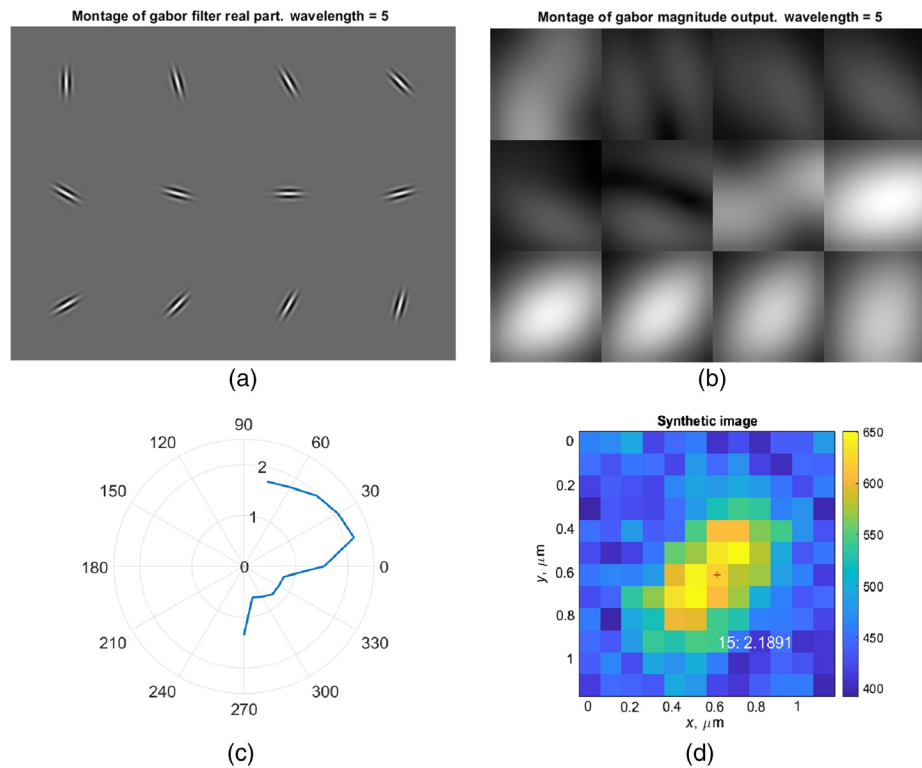 Montage of gabor filter real part. wavelength = 5
Montage of gabor magnitude output. wavelength = 5
(a)
(b)
90
120
60
150
30
180
0
210
330
240
300
270
2
1
0
(c)
Synthetic image
0
0.2
0.4
0.6
0.8
1
y, μm
0 0.2 0.4 0.6 0.8 1
x, μm
15: 2.1891
650
600
550
500
450
400
(d)